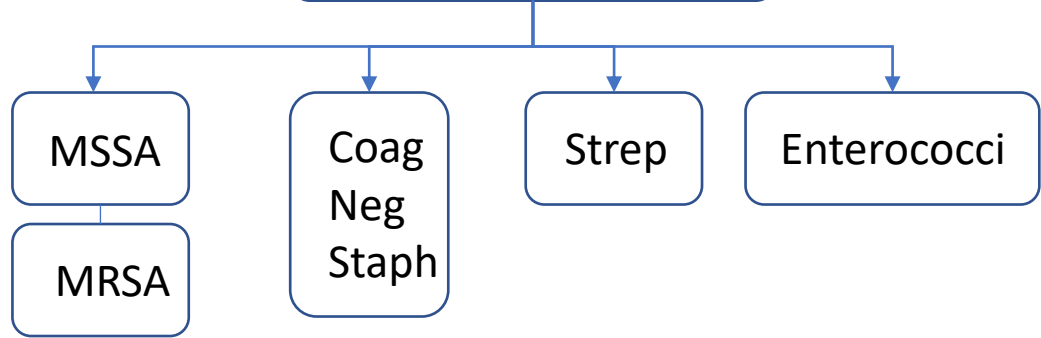 MSSA
MRSA
Coag
Neg
Staph
Strep
Enterococci